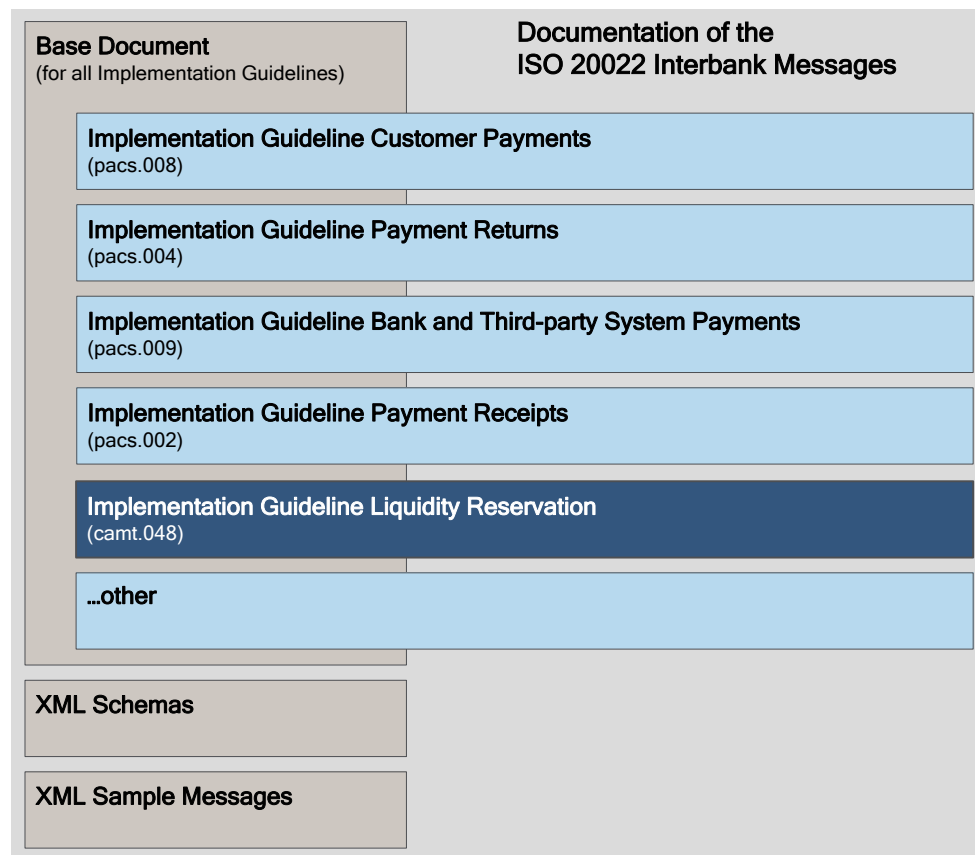 Base Document
(for all Implementation Guidelines)
Documentation of the
ISO 20022 Interbank Messages
Implementation Guideline Customer Payments
(pacs.008)
Implementation Guideline Payment Returns
(pacs.004)
Implementation Guideline Bank and Third-party System Payments
(pacs.009)
Implementation Guideline Payment Receipts
(pacs.002)
Implementation Guideline Liquidity Reservation
(camt.048)
...other
XML Schemas
XML Sample Messages